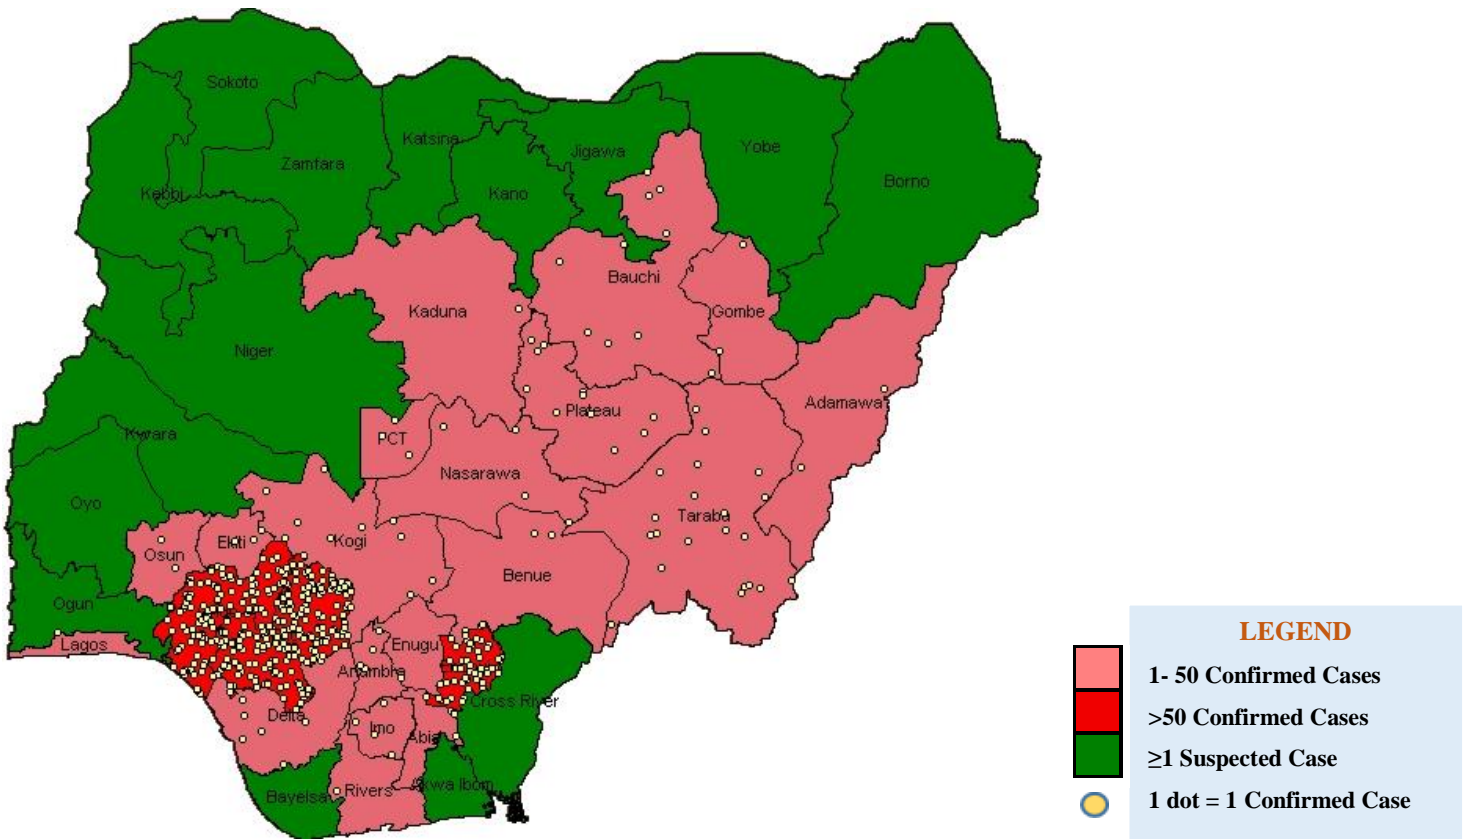 Sokoto
Katsina
Jigawa
Yobe
Zamfara
Kebbi
Kano
Borno
Bauchi
Kaduna
Gombe
Niger
Adamawa
Plateau
Kwara
FCT
Nasarawa
Oyo
Taraba
Osun
Ekiti
Kogi
Benue
Ogun
Lagos
Enugu
Anambra
Cross River
Delta
Imo
Abia
Bayelsa
Rivers
Akwa Ibom
LEGEND
1- 50 Confirmed Cases
>50 Confirmed Cases
≥1 Suspected Case
1 dot = 1 Confirmed Case